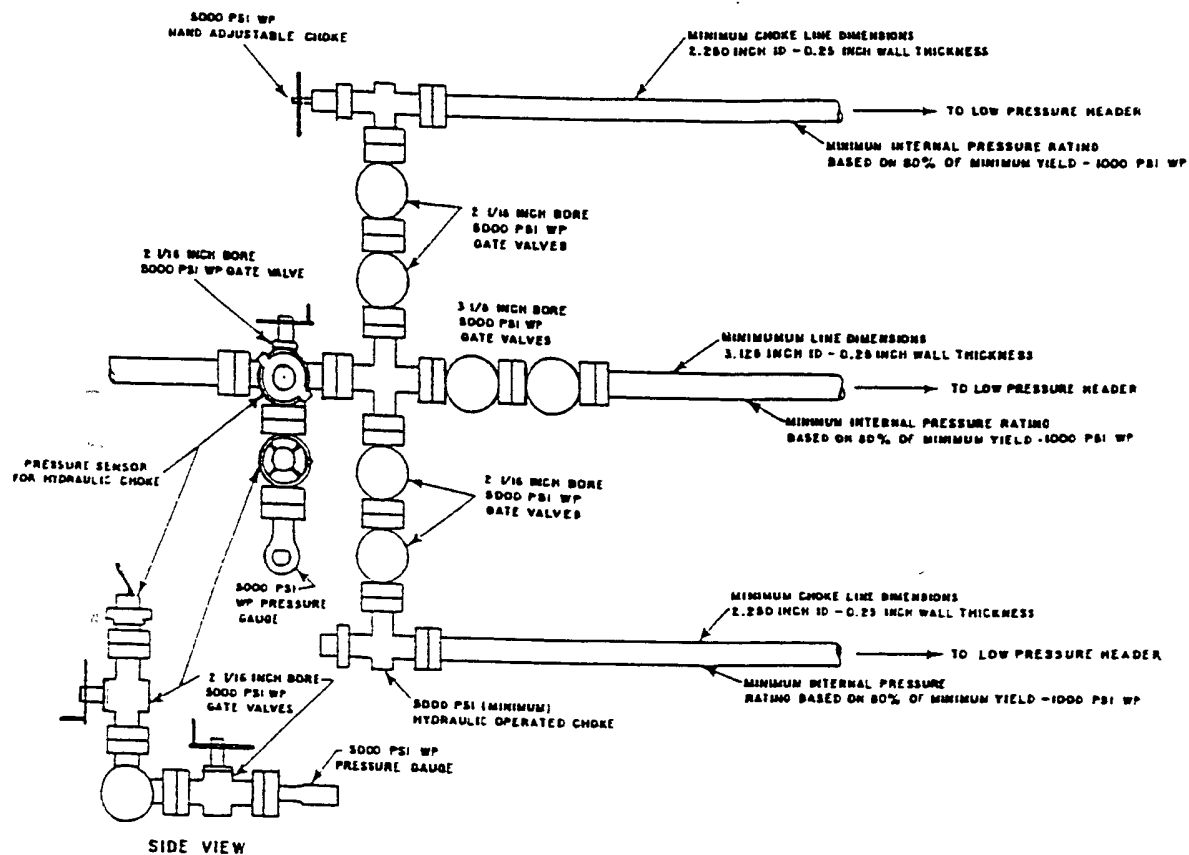 5000 PSI WP
HAND ADJUSTABLE CHOKE
MINIMUM CHOKE LINE DIMENSIONS
2.250 INCH ID - 0.25 INCH WALL THICKNESS
TO LOW PRESSURE HEADER
MINIMUM INTERNAL PRESSURE RATING
BASED ON 80% OF MINIMUM YIELD - 1000 PSI WP
2 1/16 INCH BORE
5000 PSI WP
GATE VALVES
2 1/16 INCH BORE
5000 PSI WP GATE VALVE
3 1/8 INCH BORE
5000 PSI WP
GATE VALVES
MINIMUMUM LINE DIMENSIONS
3.125 INCH ID - 0.25 INCH WALL THICKNESS
TO LOW PRESSURE HEADER
MINIMUM INTERNAL PRESSURE RATING
BASED ON 80% OF MINIMUM YIELD - 1000 PSI WP
PRESSURE SENSOR
FOR HYDRAULIC CHOKE
2 1/16 INCH BORE
5000 PSI WP
GATE VALVES
5000 PSI
WP PRESSURE
GAUGE
MINIMUM CHOKE LINE DIMENSIONS
2.250 INCH ID - 0.25 INCH WALL THICKNESS
TO LOW PRESSURE HEADER
MINIMUM INTERNAL PRESSURE
RATING BASED ON 80% OF MINIMUM YIELD - 1000 PSI WP
2 1/16 INCH BORE
5000 PSI WP
GATE VALVES
5000 PSI (MINIMUM)
HYDRAULIC OPERATED CHOKE
5000 PSI WP
PRESSURE GAUGE
SIDE VIEW